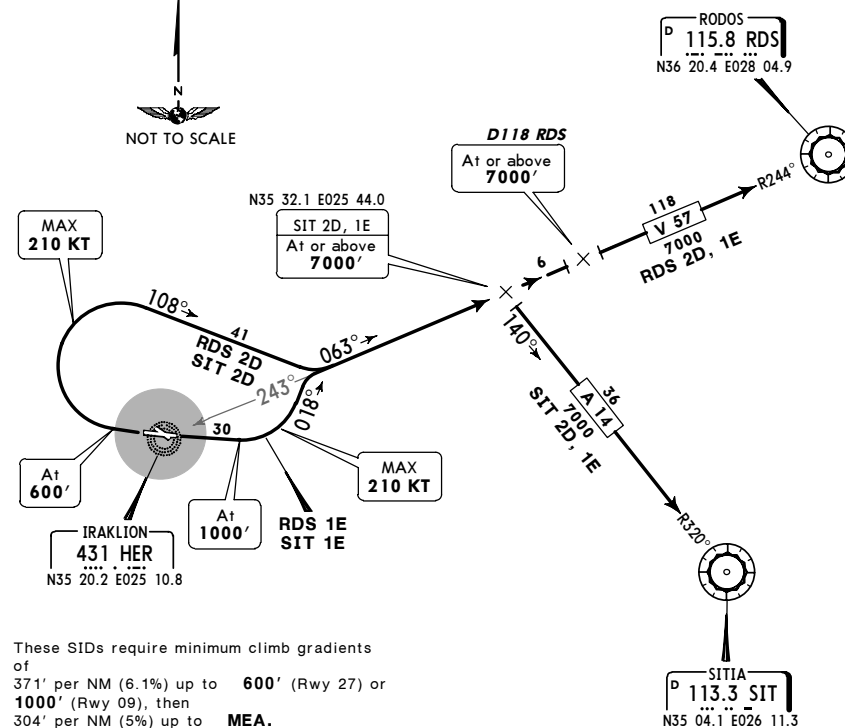 RODOS
D 115.8 RDS
N36 20.4 E028 04.9
N
NOT TO SCALE
D118 RDS
At or above
7000'
N35 32.1 E025 44.0
SIT 2D, 1E
At or above
7000'
MAX
210 KT
R244°
118
V 57
7000
RDS 2D, 1E
6
108°
41
RDS 2D
SIT 2D
063°
243°
018°
140°
36
A 14
7000
SIT 2D, 1E
30
At
600'
At
1000'
MAX
210 KT
RDS 1E
SIT 1E
IRAKLION
431 HER
N35 20.2 E025 10.8
R320°
SITIA
D 113.3 SIT
N35 04.1 E026 11.3
These SIDs require minimum climb gradients
of
371' per NM (6.1%) up to 600' (Rwy 27) or
1000' (Rwy 09), then
304' per NM (5%) up to MEA.